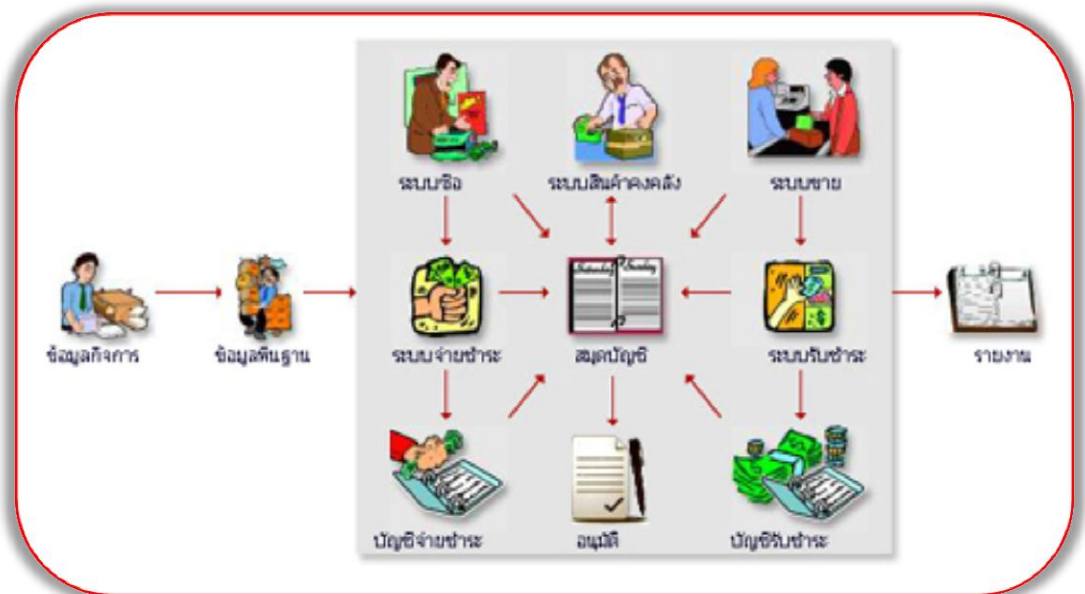 ระบบซื้อ
ระบบสินค้าคงคลัง
ระบบขาย
Saturday Sunday
ข้อมูลกิจการ
ข้อมูลพื้นฐาน
ระบบจ่ายชำระ
สมุดบัญชี
ระบบรับชำระ
รายงาน
บัญชีจ่ายชำระ
อนุมัติ
บัญชีรับชำระ